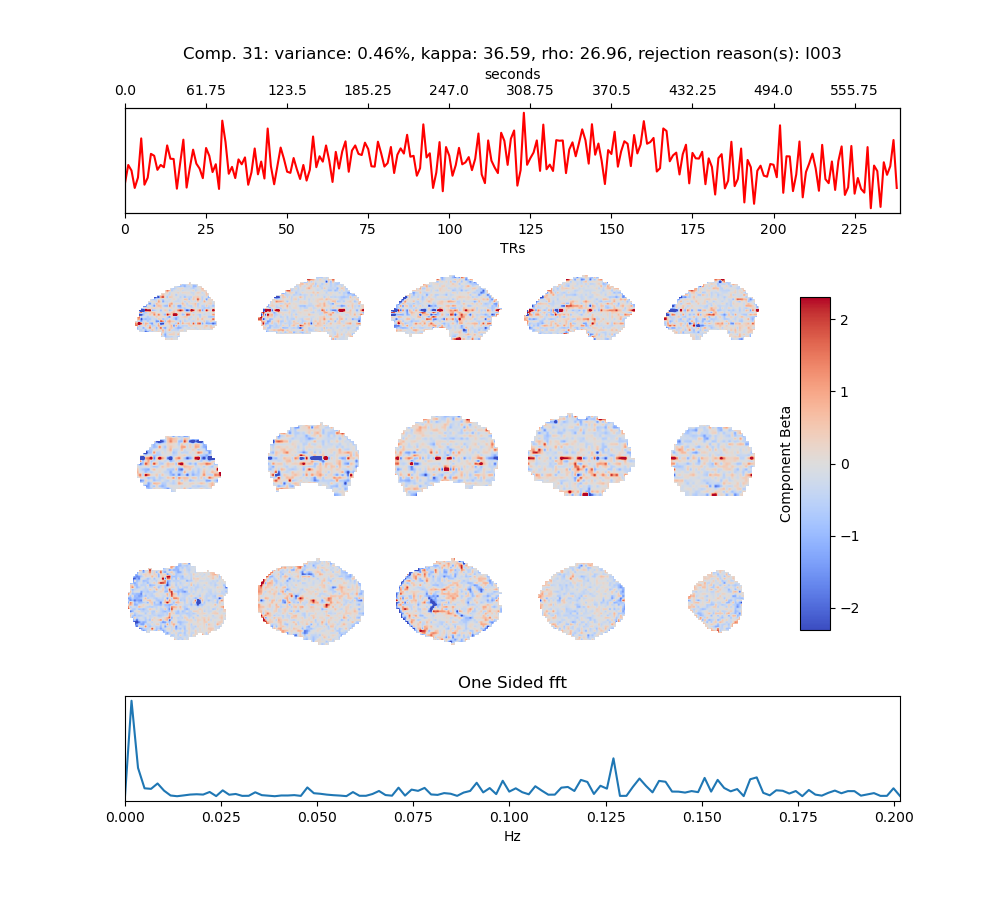 Comp. 31: variance: 0.46%, kappa: 36.59, rho: 26.96, rejection reason(s): I003
seconds
0.0 61.75 123.5 185.25 247.0 308.75 370.5 432.25 494.0 555.75
0 25 50 75 100 125 150 175 200 225
TRs
2
1
0
−1
−2
Component Beta
One Sided fft
0.000 0.025 0.050 0.075 0.100 0.125 0.150 0.175 0.200
Hz